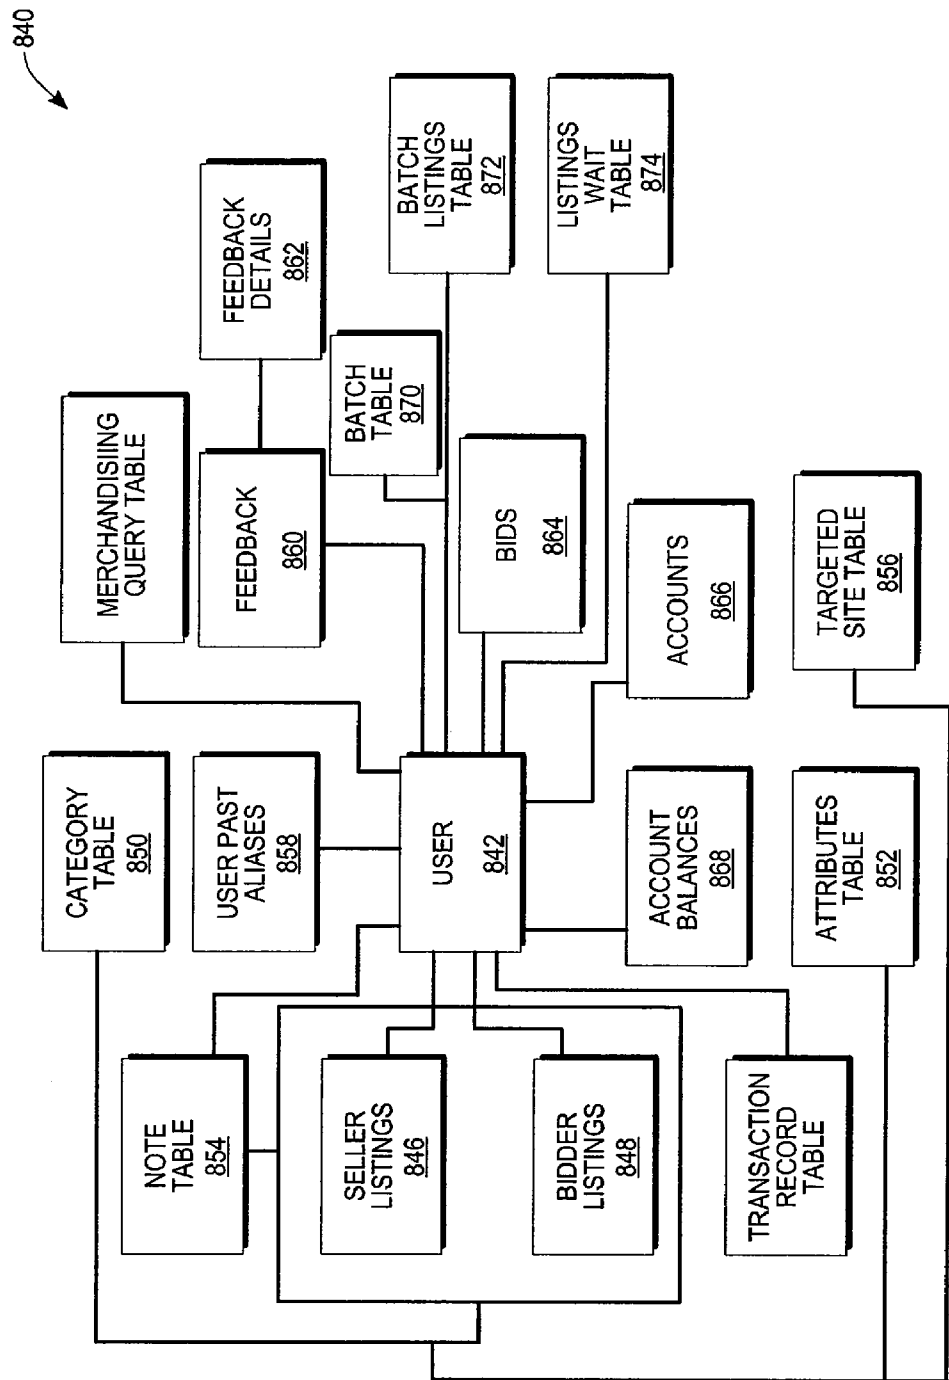 840
CATEGORY
TABLE
850
MERCHANDISIING
QUERY TABLE
NOTE
TABLE
854
USER PAST
ALIASES
858
FEEDBACK
860
FEEDBACK
DETAILS
862
SELLER
LISTINGS
846
BATCH
TABLE
870
BATCH
LISTINGS
TABLE
872
USER
842
BIDS
864
BIDDER
LISTINGS
848
LISTINGS
WAIT
TABLE
874
ACCOUNT
BALANCES
868
ACCOUNTS
866
TRANSACTION
RECORD
TABLE
ATTRIBUTES
TABLE
852
TARGETED
SITE TABLE
856